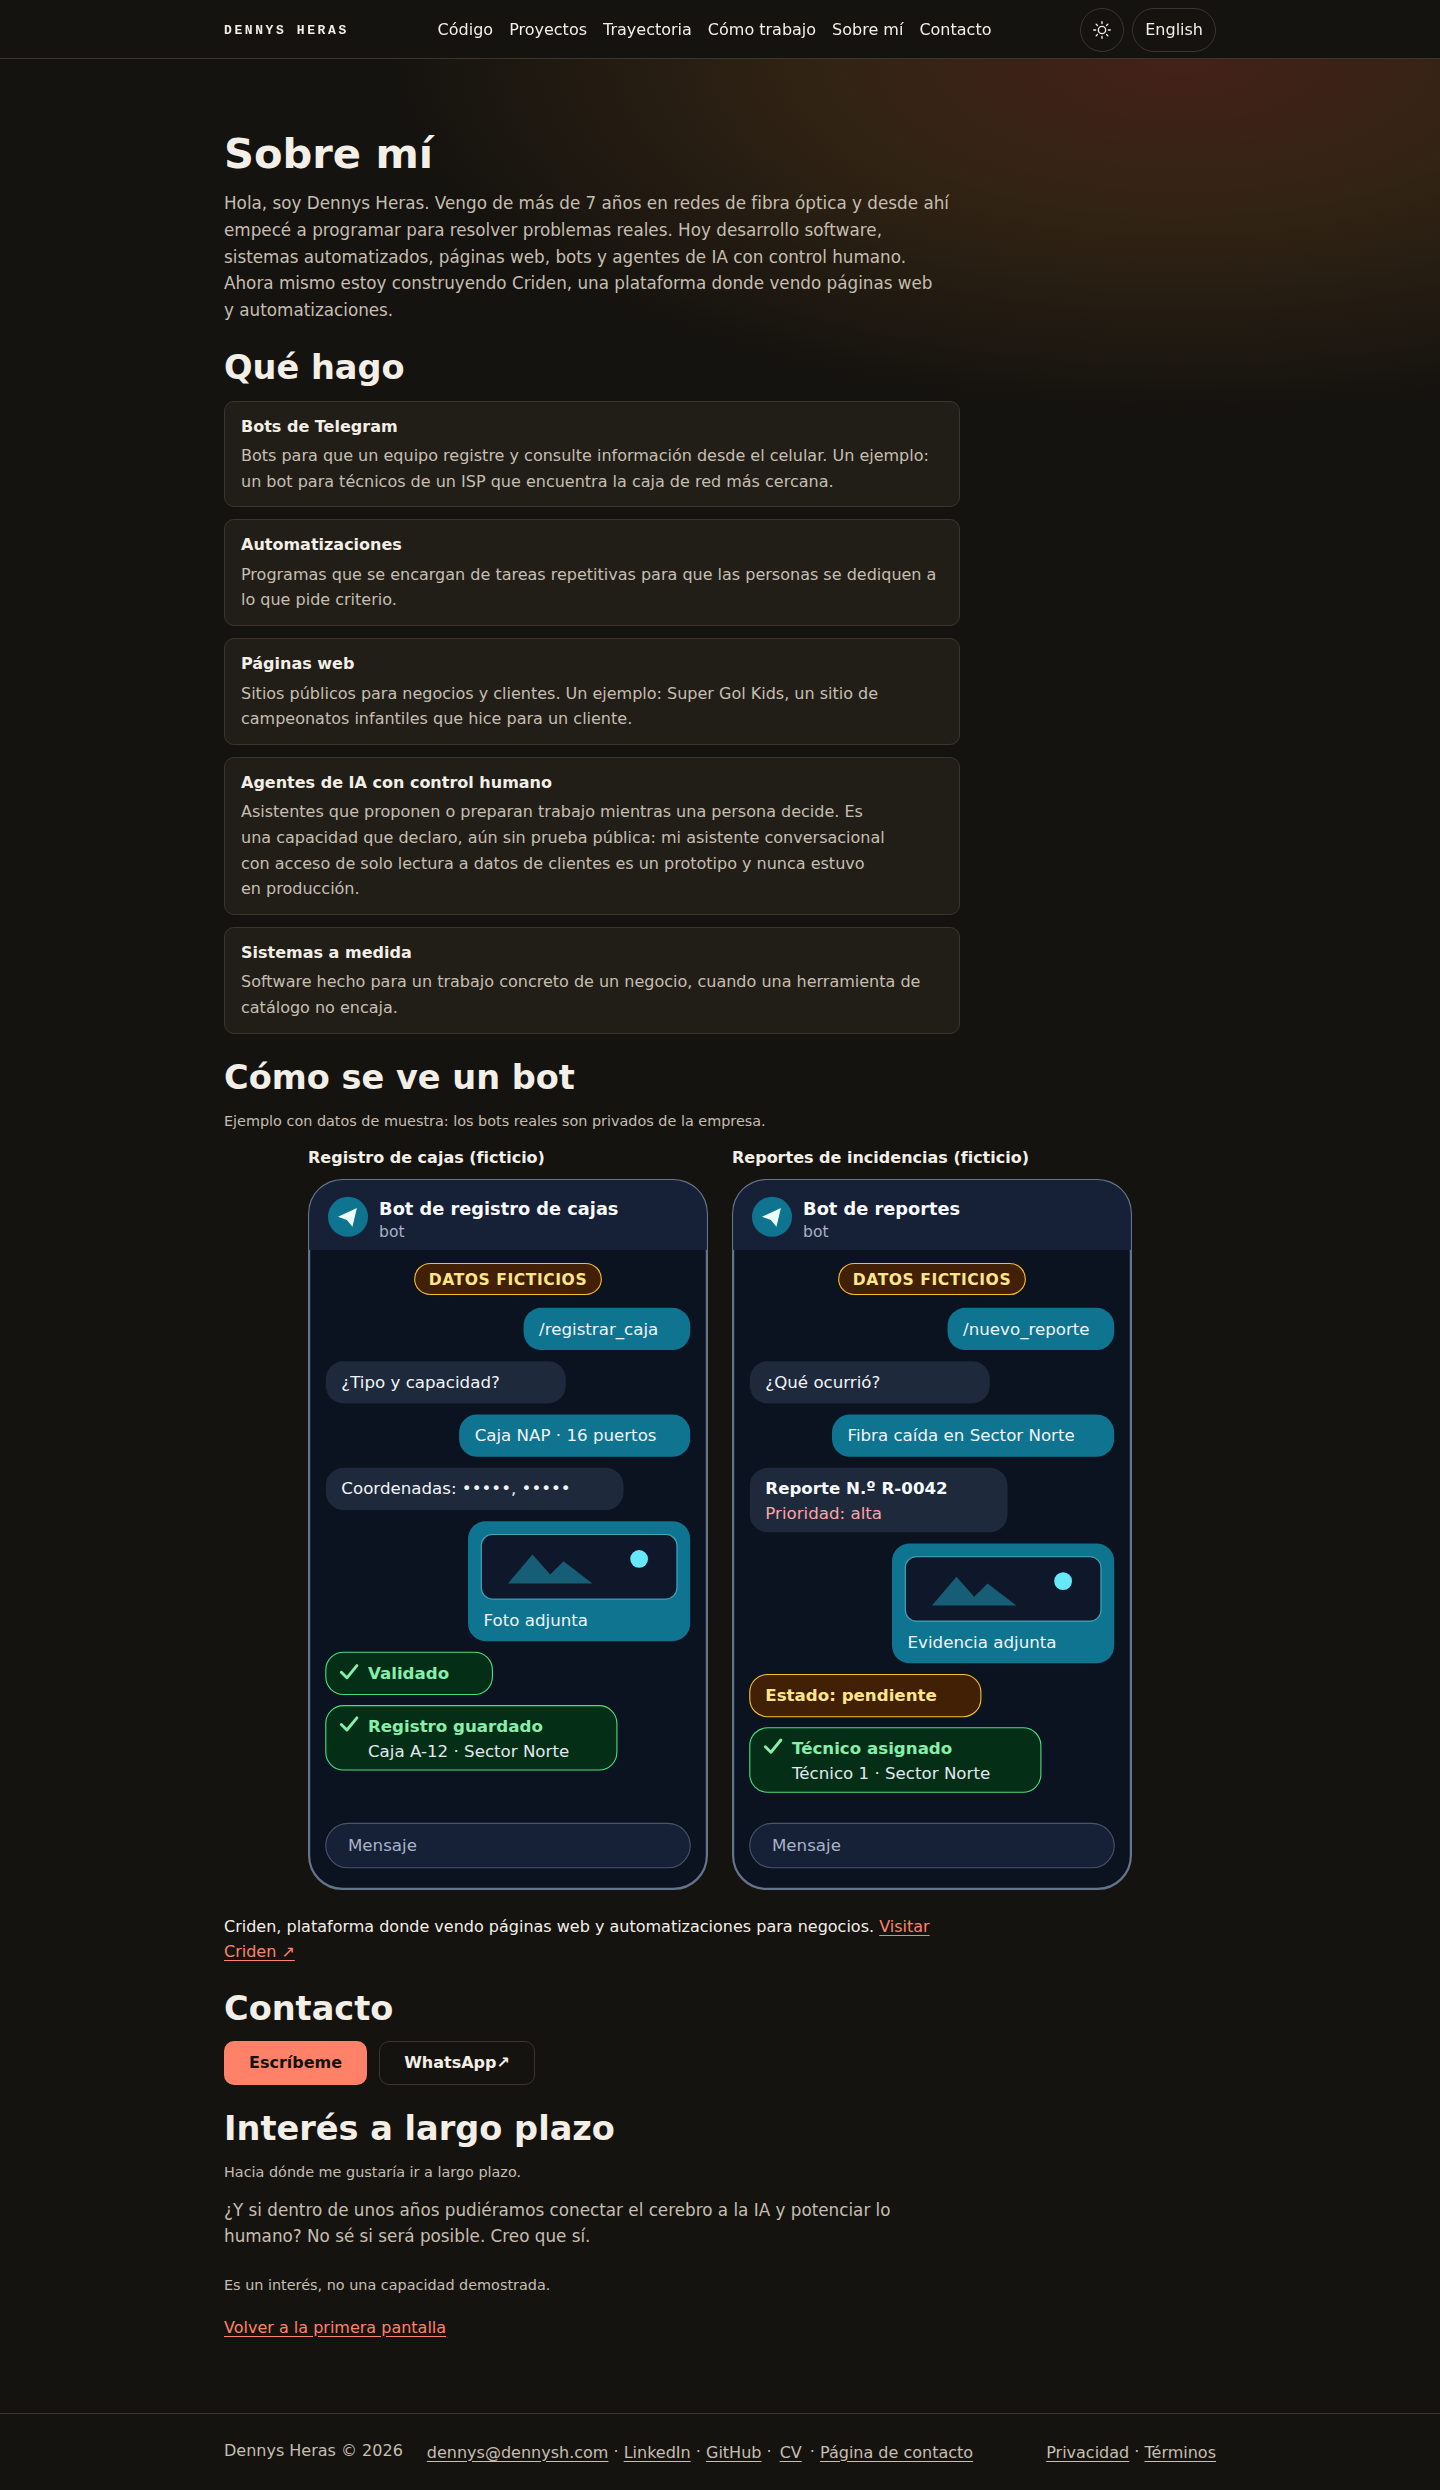 DENNYS HERAS
Código Proyectos Trayectoria Cómo trabajo Sobre mí Contacto
English
Sobre mí
Hola, soy Dennys Heras. Vengo de más de 7 años en redes de fibra óptica y desde ahí
empecé a programar para resolver problemas reales. Hoy desarrollo software,
sistemas automatizados, páginas web, bots y agentes de IA con control humano.
Ahora mismo estoy construyendo Criden, una plataforma donde vendo páginas web
y automatizaciones.
Qué hago
Bots de Telegram
Bots para que un equipo registre y consulte información desde el celular. Un ejemplo:
un bot para técnicos de un ISP que encuentra la caja de red más cercana.
Automatizaciones
Programas que se encargan de tareas repetitivas para que las personas se dediquen a
lo que pide criterio.
Páginas web
Sitios públicos para negocios y clientes. Un ejemplo: Super Gol Kids, un sitio de
campeonatos infantiles que hice para un cliente.
Agentes de IA con control humano
Asistentes que proponen o preparan trabajo mientras una persona decide. Es
una capacidad que declaro, aún sin prueba pública: mi asistente conversacional
con acceso de solo lectura a datos de clientes es un prototipo y nunca estuvo
en producción.
Sistemas a medida
Software hecho para un trabajo concreto de un negocio, cuando una herramienta de
catálogo no encaja.
Cómo se ve un bot
Ejemplo con datos de muestra: los bots reales son privados de la empresa.
Registro de cajas (ficticio)
Bot de registro de cajas
bot
DATOS FICTICIOS
/registrar_caja
¿Tipo y capacidad?
Caja NAP · 16 puertos
Coordenadas: •••••, •••••
Foto adjunta
Validado
Registro guardado
Caja A-12 · Sector Norte
Mensaje
Reportes de incidencias (ficticio)
Bot de reportes
bot
DATOS FICTICIOS
/nuevo_reporte
¿Qué ocurrió?
Fibra caída en Sector Norte
Reporte N.º R-0042
Prioridad: alta
Evidencia adjunta
Estado: pendiente
Técnico asignado
Técnico 1 · Sector Norte
Mensaje
Criden, plataforma donde vendo páginas web y automatizaciones para negocios. Visitar
Criden ↗
Contacto
Escríbeme
WhatsApp↗
Interés a largo plazo
Hacia dónde me gustaría ir a largo plazo.
¿Y si dentro de unos años pudiéramos conectar el cerebro a la IA y potenciar lo
humano? No sé si será posible. Creo que sí.
Es un interés, no una capacidad demostrada.
Volver a la primera pantalla
Dennys Heras © 2026 dennys@dennysh.com · LinkedIn · GitHub · CV · Página de contacto Privacidad · Términos